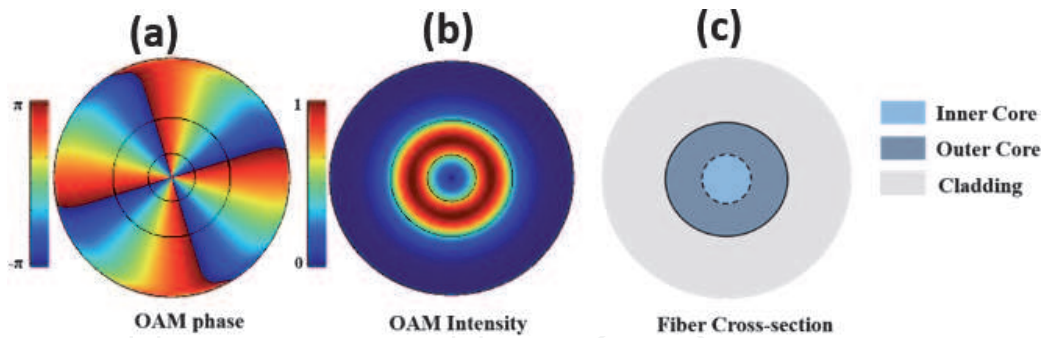 (a)
(b)
(c)
π
-π
1
0
Inner Core
Outer Core
Cladding
OAM phase
OAM Intensity
Fiber Cross-section